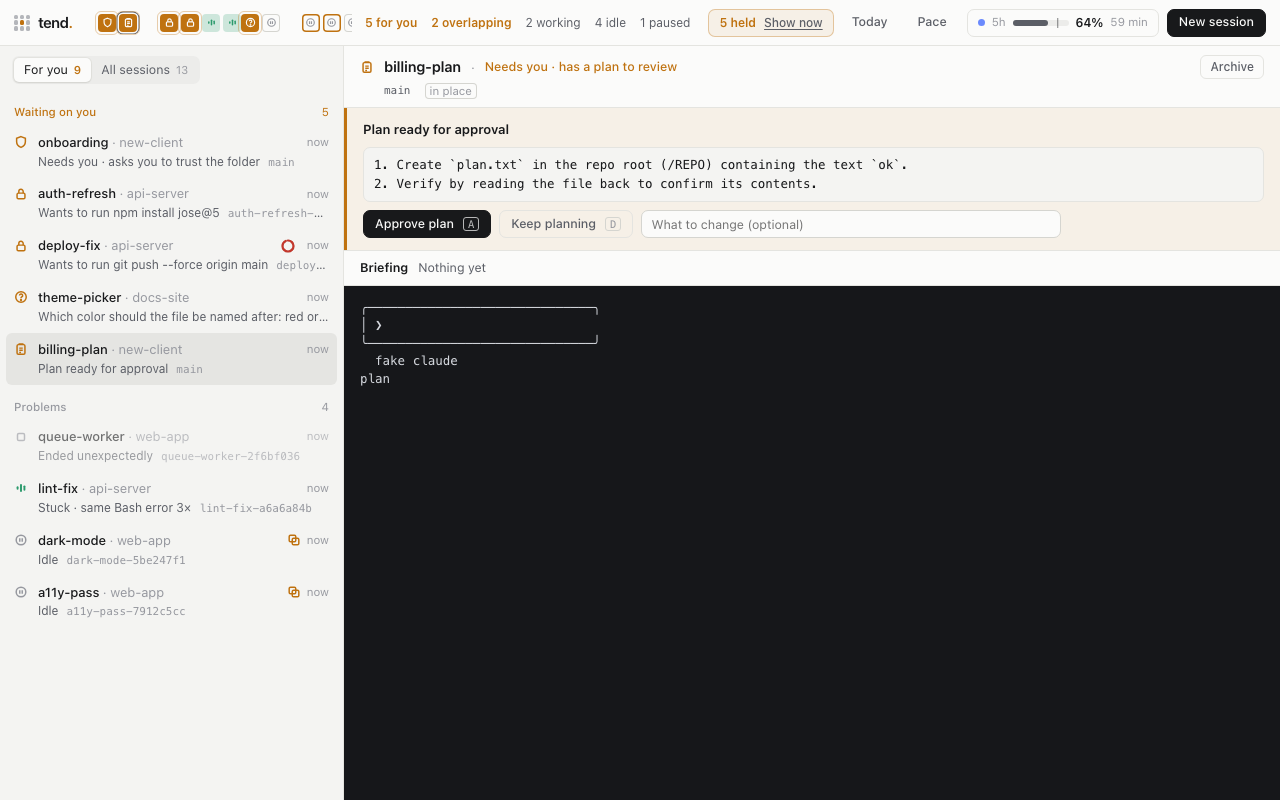 tend. 5 for you 2 overlapping 2 working 4 idle 1 paused 5 held Show now Today Pace 5h 64% 59 min New session
For you 9 All sessions 13
Waiting on you 5
onboarding · new-client now
Needs you · asks you to trust the folder main
auth-refresh · api-server now
Wants to run npm install jose@5 auth-refresh-…
deploy-fix · api-server now
Wants to run git push --force origin main deploy…
theme-picker · docs-site now
Which color should the file be named after: red or…
billing-plan · new-client now
Plan ready for approval main
Problems 4
queue-worker · web-app now
Ended unexpectedly queue-worker-2f6bf036
lint-fix · api-server now
Stuck · same Bash error 3× lint-fix-a6a6a84b
dark-mode · web-app now
Idle dark-mode-5be247f1
a11y-pass · web-app now
Idle a11y-pass-7912c5cc
billing-plan · Needs you · has a plan to review Archive
main in place
Plan ready for approval
1. Create `plan.txt` in the repo root (/REPO) containing the text `ok`.
2. Verify by reading the file back to confirm its contents.
Approve plan A Keep planning D What to change (optional)
Briefing Nothing yet
❯
fake claude
plan